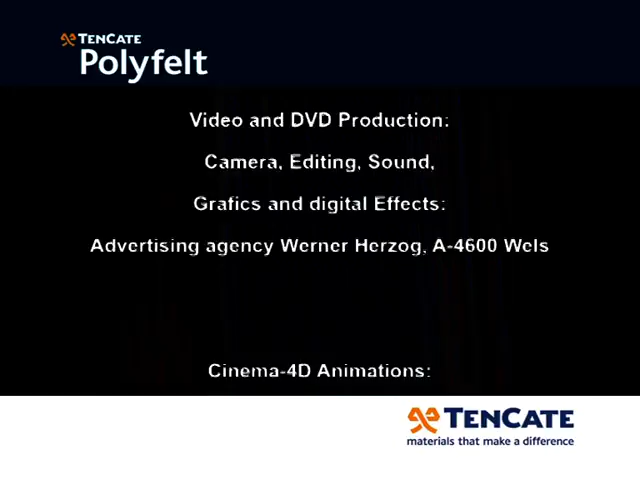 TENCATE
Polyfelt
Video and DVD Production:
Camera, Editing, Sound,
Grafics and digital Effects:
Advertising agency Werner Herzog, A-4600 Wels
Cinema-4D Animations:
TENCATE
materials that make a difference